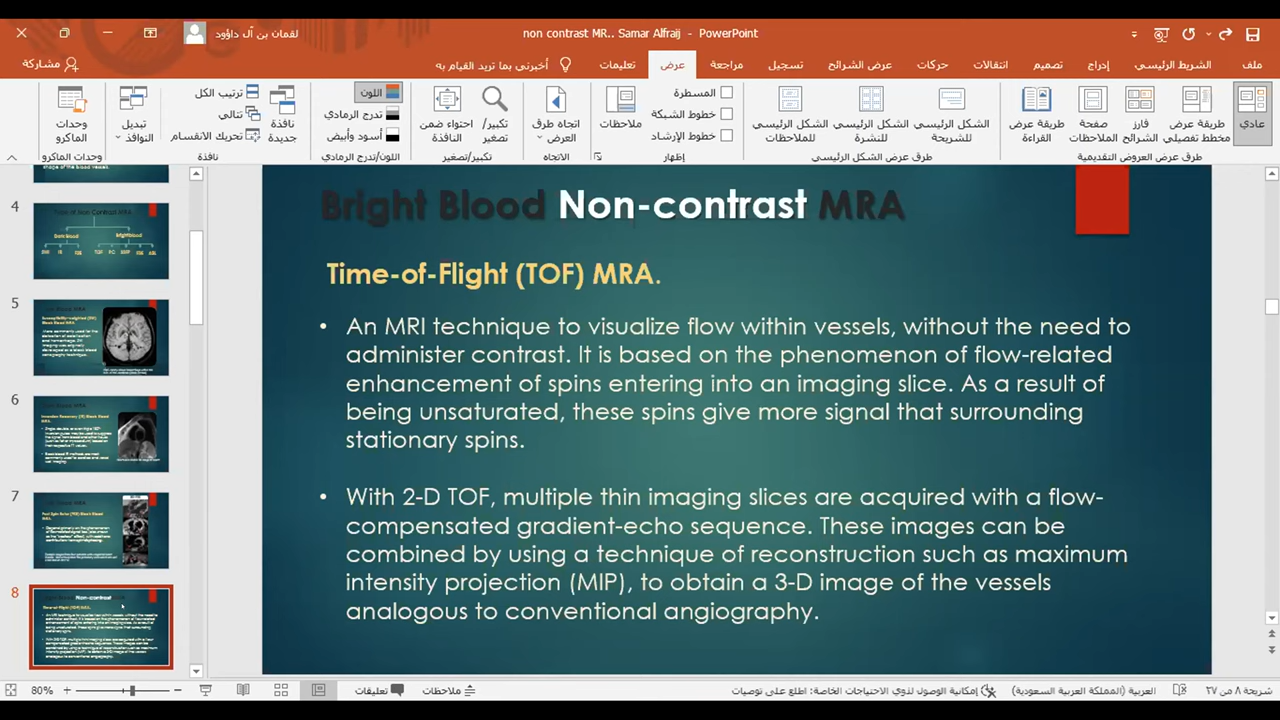 لقمان بن آل داؤود
non contrast MR.. Samar Alfraij - PowerPoint
ملف
الشريط الرئيسي
إدراج
تصميم
انتقالات
حركات
عرض الشرائح
تسجيل
مراجعة
عرض
تعليمات
أخبرني بما تريد القيام به
مشاركة
عادي
طريقة عرض مخطط تفصيلي
فارز الشرائح
صفحة الملاحظات
طريقة عرض القراءة
طرق عرض العروض التقديمية
الشكل الرئيسي للشريحة
الشكل الرئيسي للنشرة
الشكل الرئيسي للملاحظات
طرق عرض الشكل الرئيسي
المسطرة
خطوط الشبكة
خطوط الإرشاد
إظهار
ملاحظات
اتجاه طرق العرض
الاتجاه
تكبير/تصغير
احتواء ضمن النافذة
تكبير/تصغير
اللون
تدرج الرمادي
أسود وأبيض
اللون/تدرج الرمادي
نافذة جديدة
ترتيب الكل
تتالي
تحريك الانقسام
تبديل النوافذ
نافذة
وحدات الماكرو
وحدات الماكرو
4
5
6
7
8
Bright Blood Non-contrast MRA
Time-of-Flight (TOF) MRA.
• An MRI technique to visualize flow within vessels, without the need to
administer contrast. It is based on the phenomenon of flow-related
enhancement of spins entering into an imaging slice. As a result of
being unsaturated, these spins give more signal that surrounding
stationary spins.
• With 2-D TOF, multiple thin imaging slices are acquired with a flow-
compensated gradient-echo sequences. These images can be
combined by using a technique of reconstruction such as maximum
intensity projection (MIP), to obtain a 3-D image of the vessels
analogous to conventional angiography.
شريحة ٨ من ٢٧
العربية (المملكة العربية السعودية)
إمكانية الوصول لذوي الاحتياجات الخاصة: اطلع على توصيات
ملاحظات
تعليقات
80%